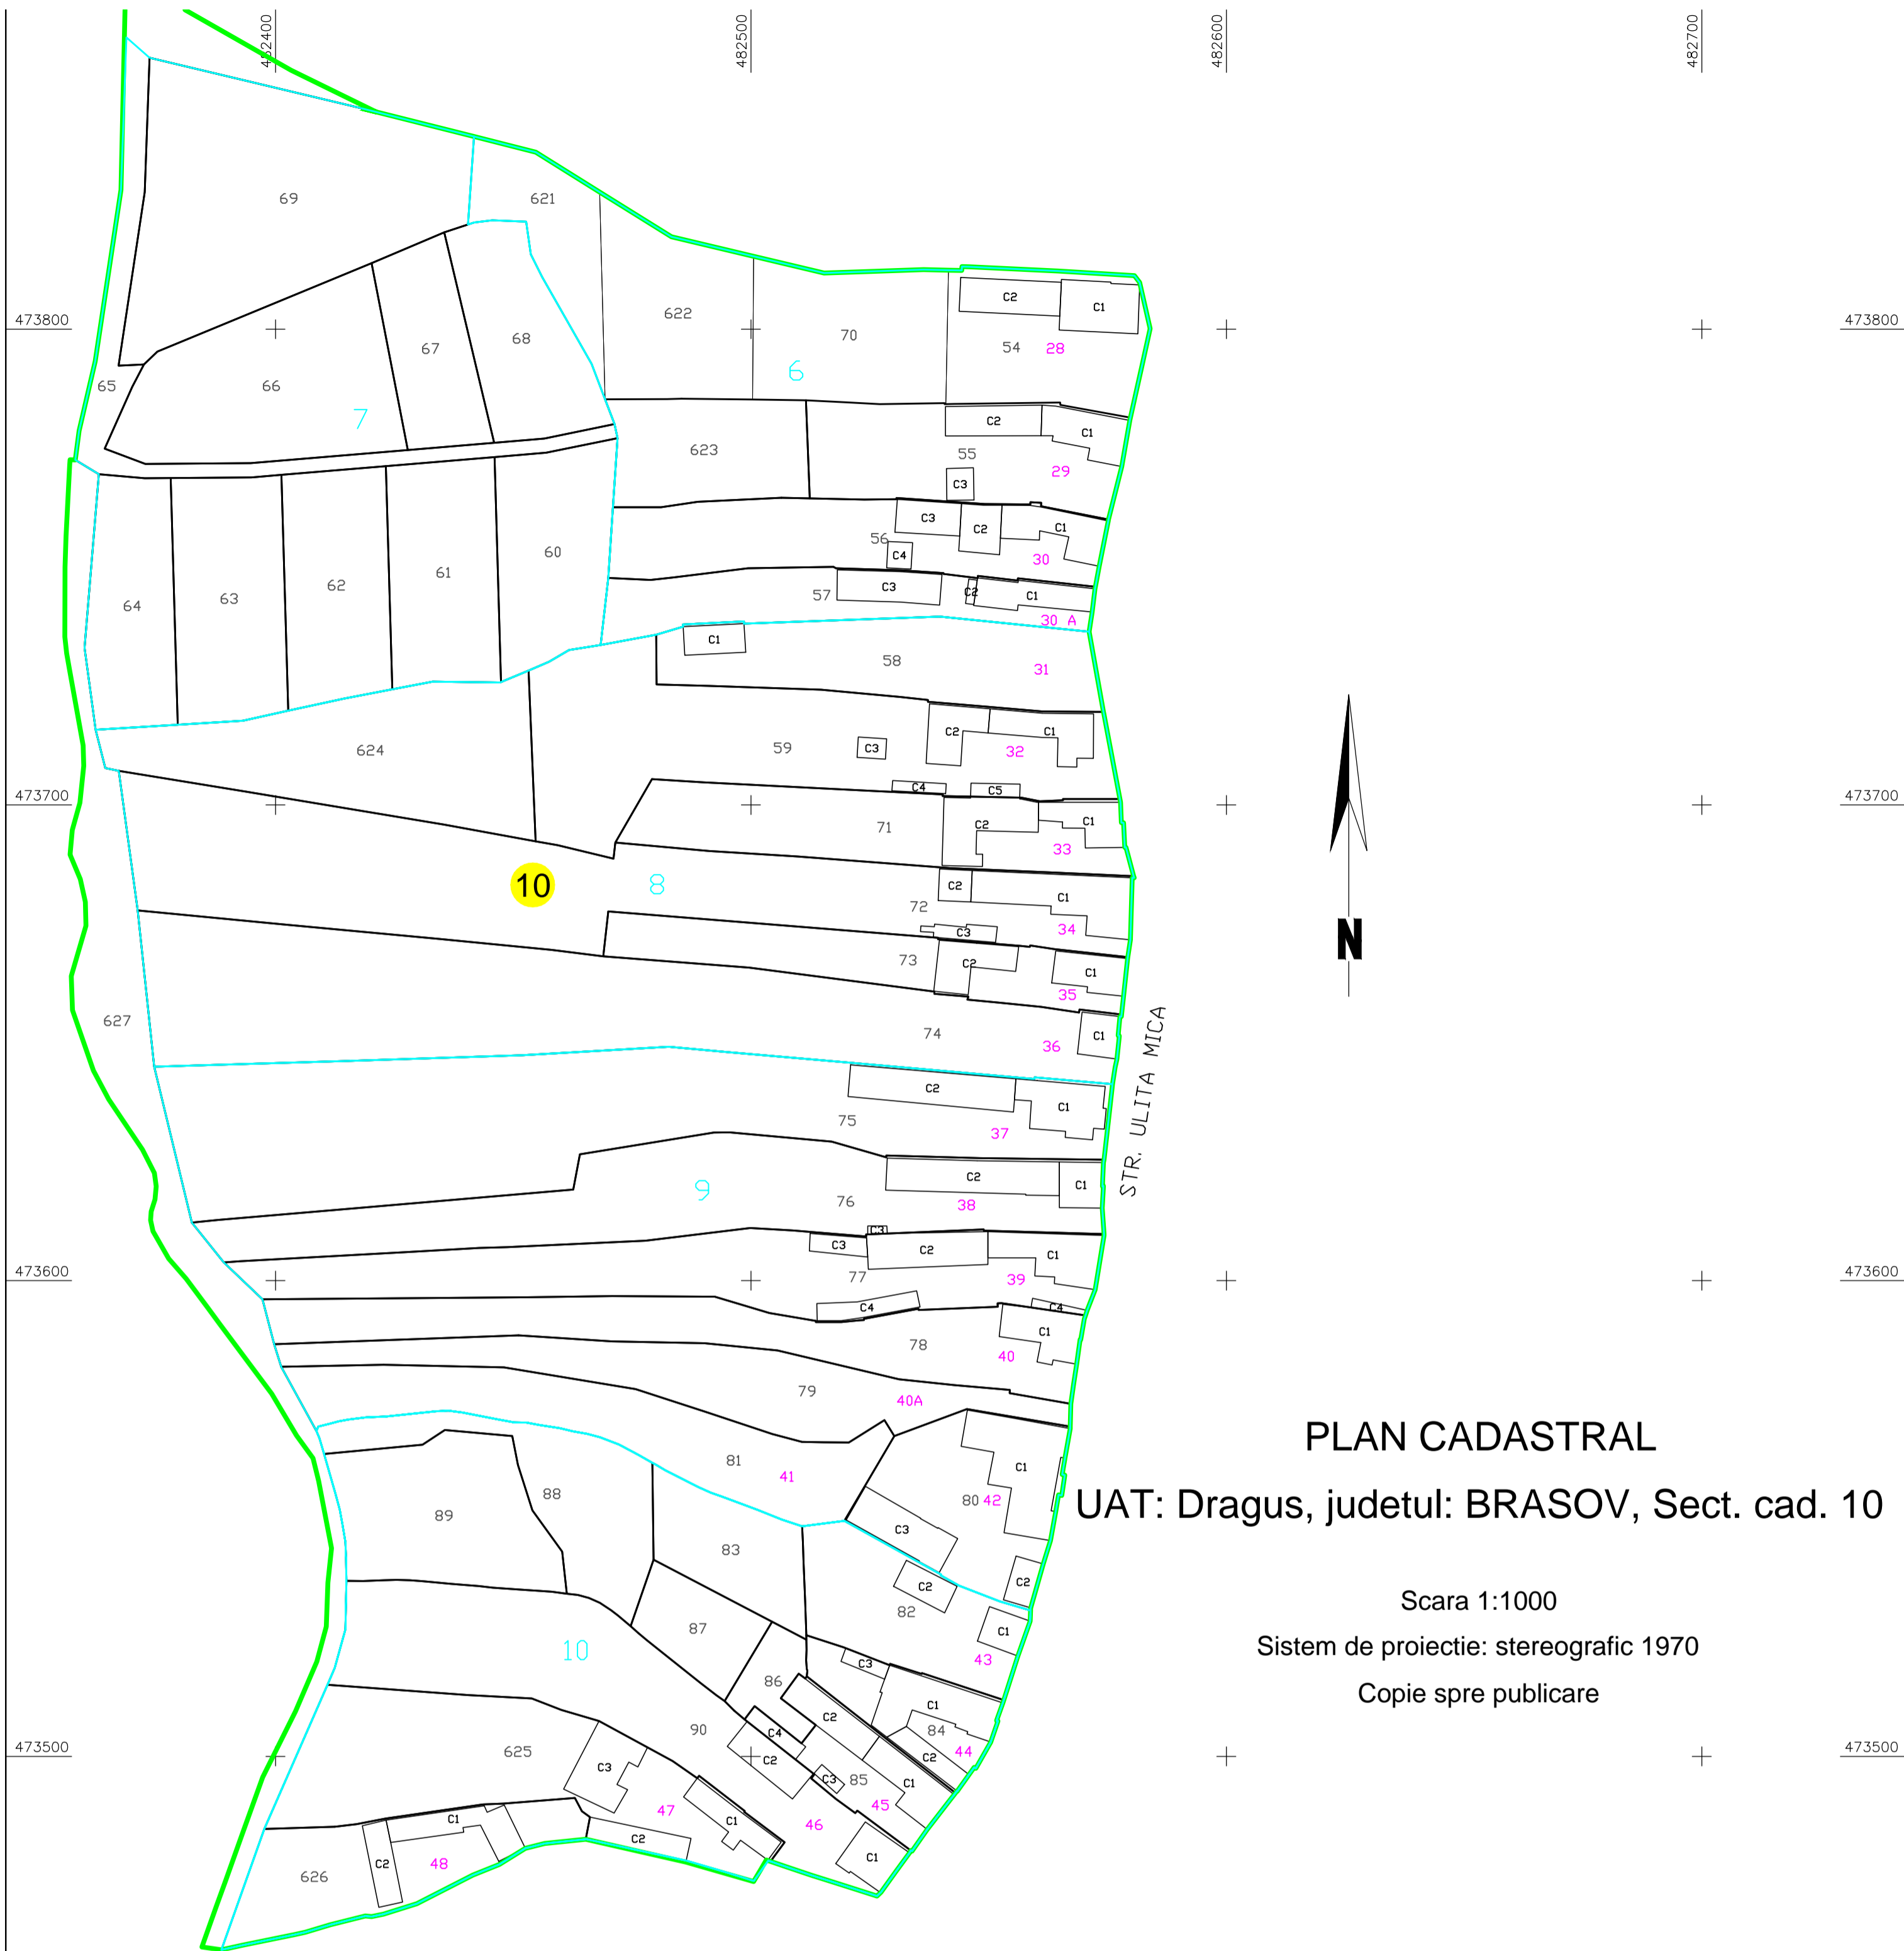 482400
482500
482600
482700
69
621
622
70
C2
C1
54
28
473800
473800
68
67
66
65
6
7
623
C2
C1
55
29
C3
C3
C2
C1
56
C4
30
60
61
62
63
64
57
C3
C2
C1
30 A
C1
58
31
624
59
C2
C1
C3
32
C4
C5
473700
473700
71
C2
C1
33
10
8
C2
C1
72
34
C3
73
C2
C1
35
N
627
74
C1
36
STR. ULITA MICA
C2
C1
75
37
C2
C1
76
38
9
C3
C3
C2
C1
77
39
473600
473600
C4
C4
78
C1
40
79
40A
PLAN CADASTRAL
81
41
C1
80
42
UAT: Dragus, judetul: BRASOV, Sect. cad. 10
88
89
C3
83
C2
C2
82
Scara 1:1000
87
C1
43
Sistem de proiectie: stereografic 1970
10
C3
86
Copie spre publicare
C1
C2
84
90
C4
44
473500
473500
625
C2
C2
C3
C3
85
C1
45
47
C1
46
C1
C2
C1
C2
48
626